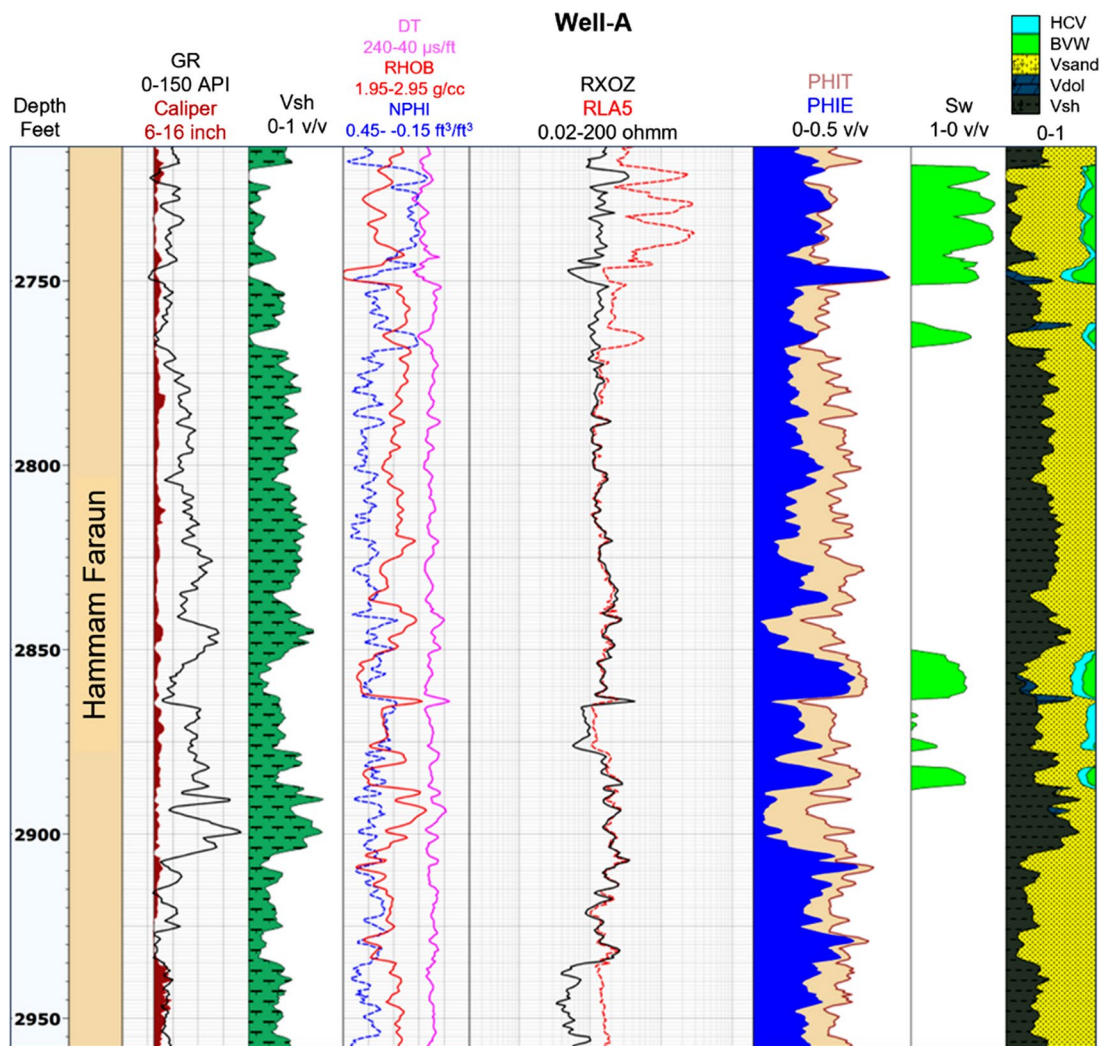 Well-A
Depth
Feet
GR
0-150 API
Caliper
6-16 inch
Vsh
0-1 v/v
DT
240-40 µs/ft
RHOB
1.95-2.95 g/cc
NPHI
0.45- -0.15 ft³/ft³
RXOZ
RLA5
0.02-200 ohmm
PHIT
PHIE
0-0.5 v/v
Sw
1-0 v/v
HCV
BVW
Vsand
Vdol
Vsh
0-1
Hammam Faraun
2750
2800
2850
2900
2950